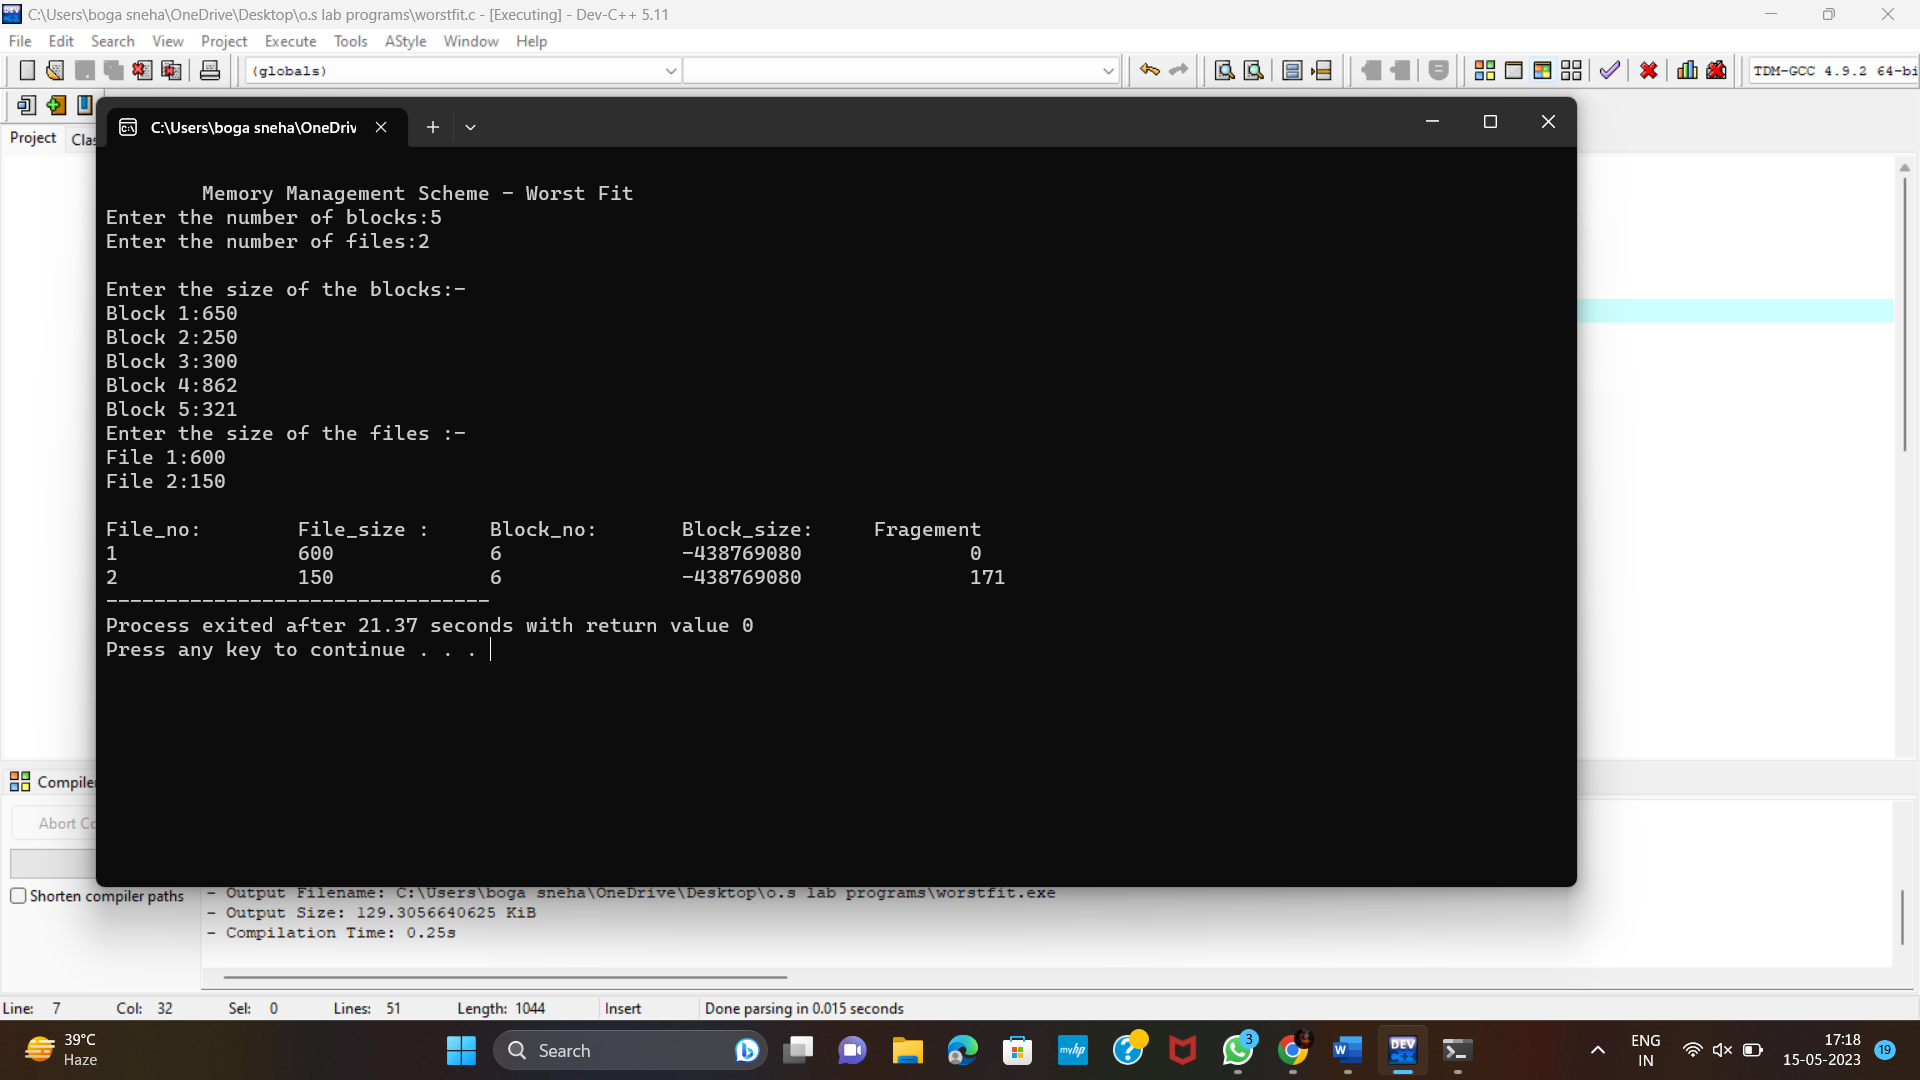 C:\Users\boga sneha\OneDrive\Desktop\o.s lab programs\worstfit.c - [Executing] - Dev-C++ 5.11
File Edit Search View Project Execute Tools AStyle Window Help
(globals)
TDM-GCC 4.9.2 64-bi
Project Clas
C:\Users\boga sneha\OneDriv
Memory Management Scheme - Worst Fit
Enter the number of blocks:5
Enter the number of files:2
Enter the size of the blocks:-
Block 1:650
Block 2:250
Block 3:300
Block 4:862
Block 5:321
Enter the size of the files :-
File 1:600
File 2:150
File_no: File_size : Block_no: Block_size: Fragement
1 600 6 -438769080 0
2 150 6 -438769080 171
--------------------------------
Process exited after 21.37 seconds with return value 0
Press any key to continue . . .
Compiler
Abort Co
Shorten compiler paths
- Output Filename: C:\Users\boga sneha\OneDrive\Desktop\o.s lab programs\worstfit.exe
- Output Size: 129.3056640625 KiB
- Compilation Time: 0.25s
Line: 7 Col: 32 Sel: 0 Lines: 51 Length: 1044 Insert Done parsing in 0.015 seconds
39°C
Haze
Search
myhp
3
DEV
C++
ENG
IN
17:18
15-05-2023
19